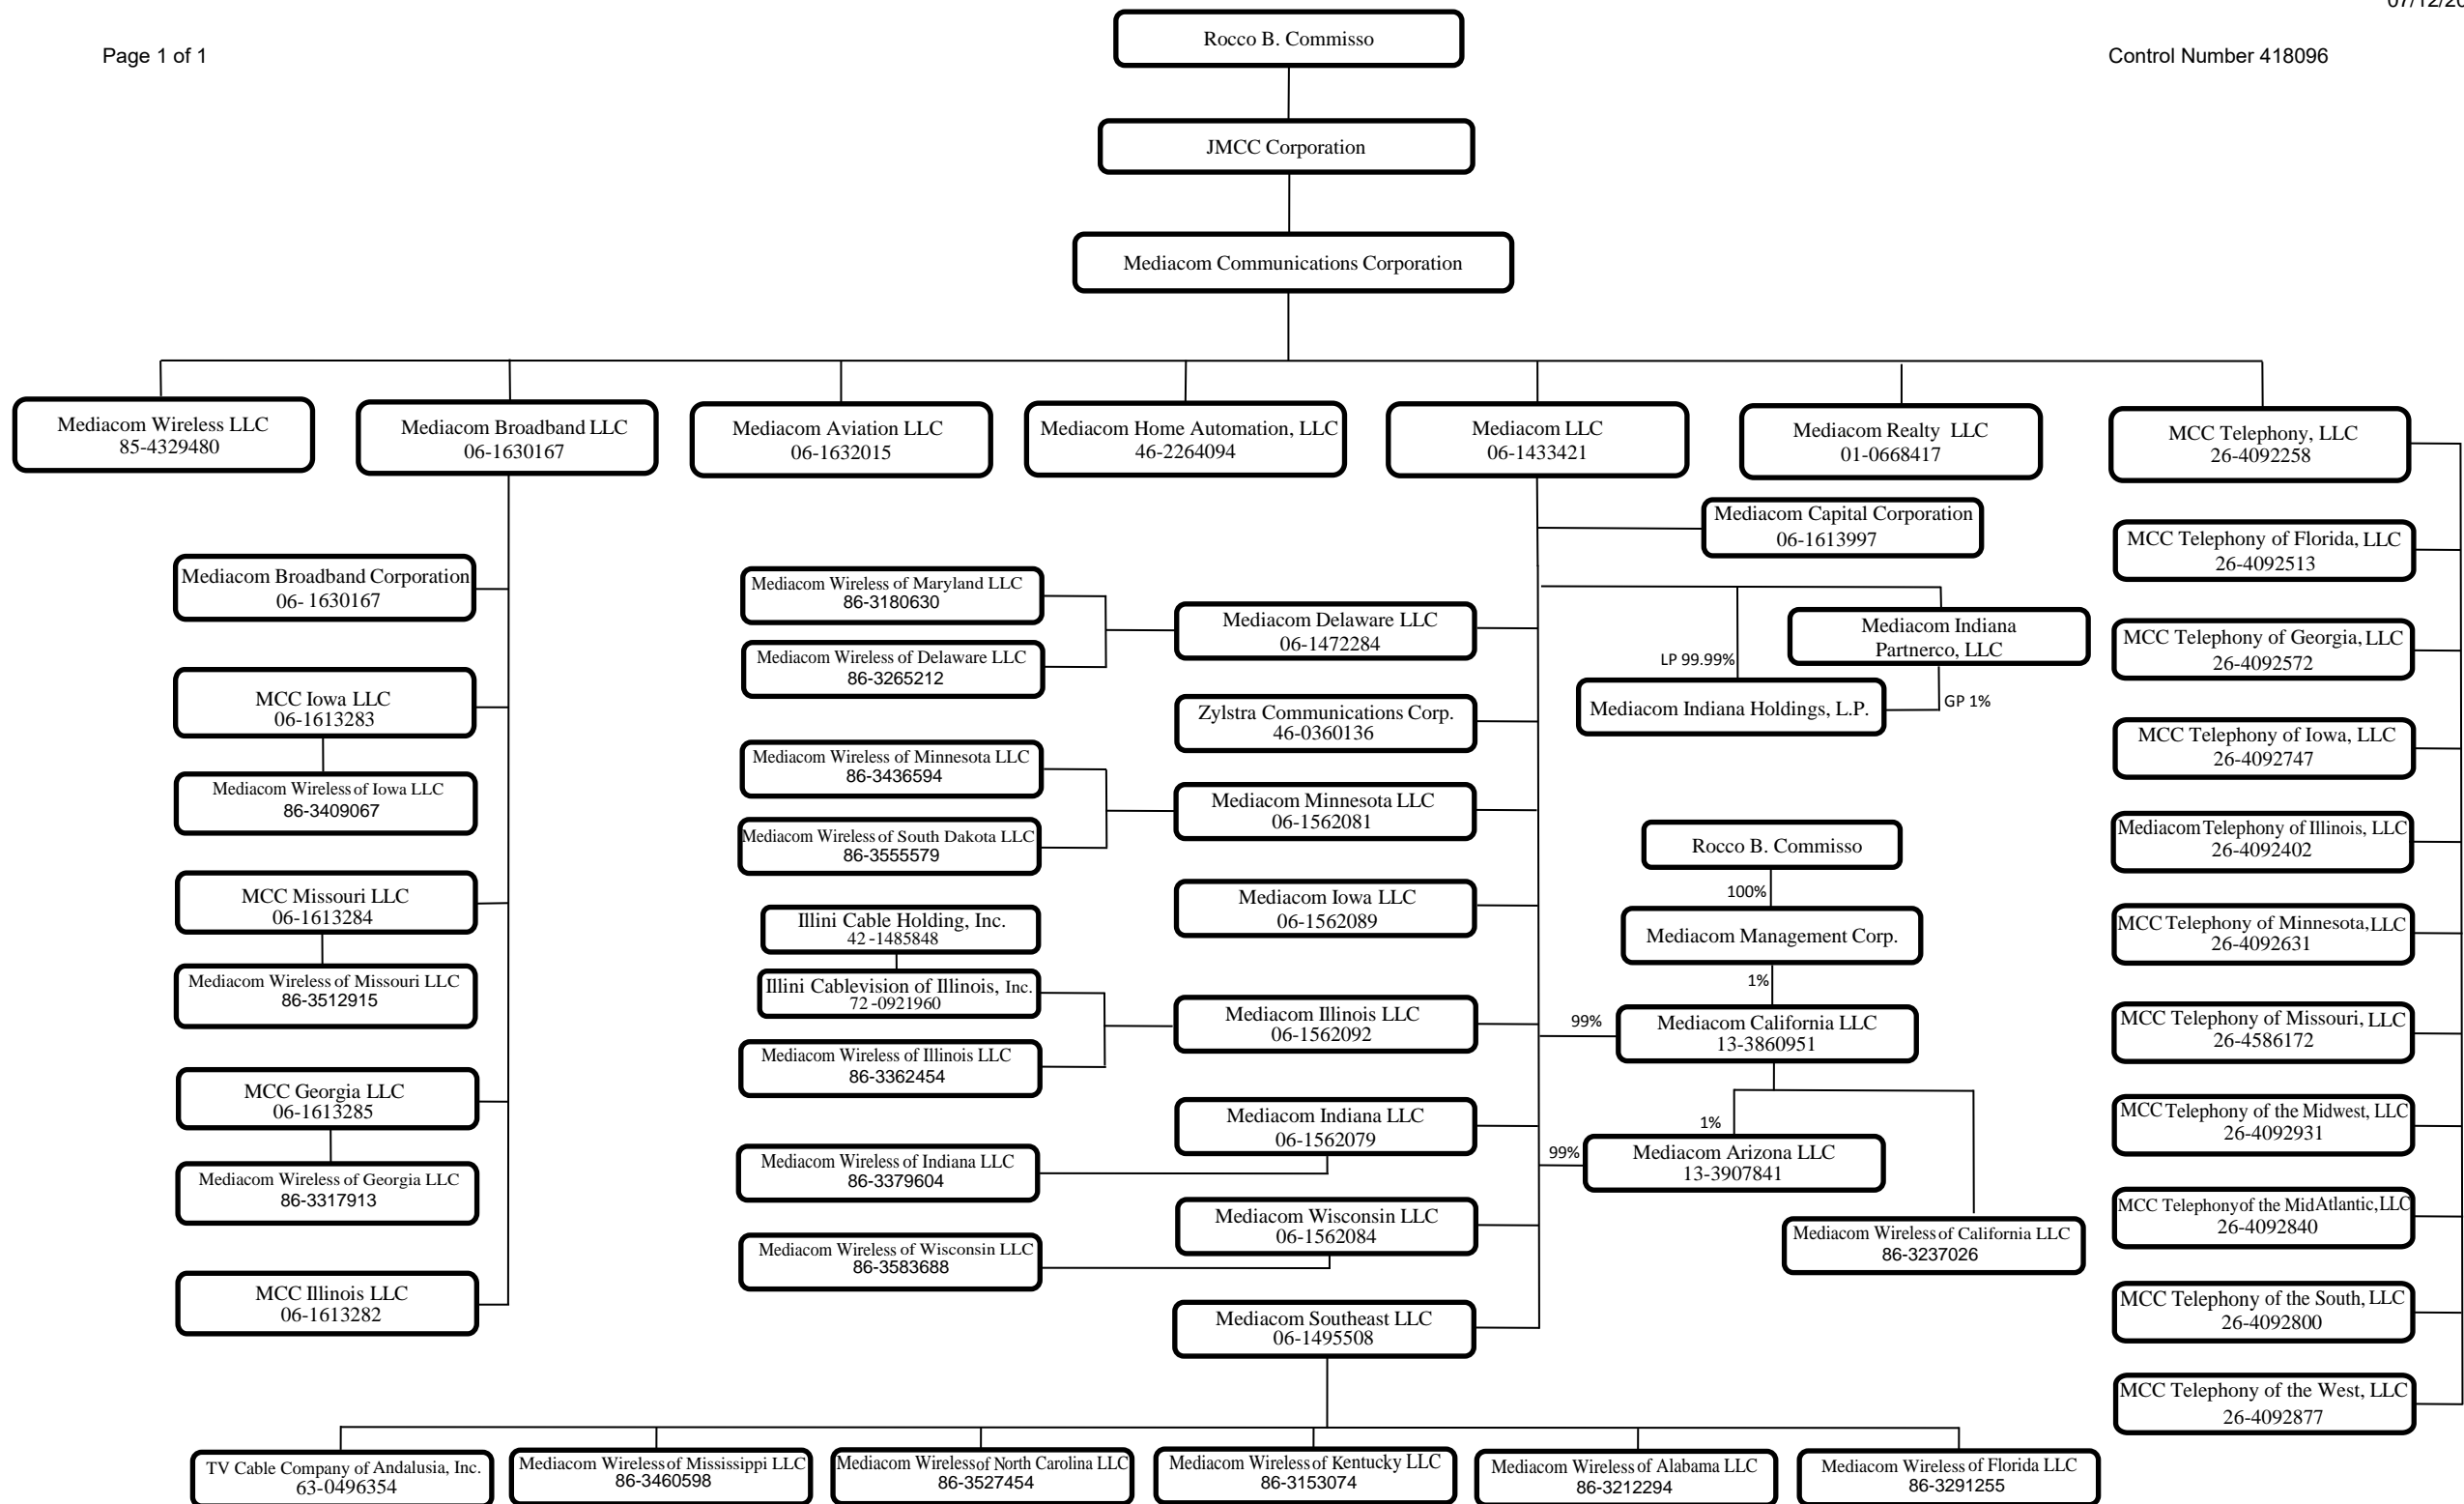 07/12/20
Page 1 of 1
Control Number 418096
Rocco B. Commisso
JMCC Corporation
Mediacom Communications Corporation
Mediacom Wireless LLC
85-4329480
Mediacom Broadband LLC
06-1630167
Mediacom Aviation LLC
06-1632015
Mediacom Home Automation, LLC
46-2264094
Mediacom LLC
06-1433421
Mediacom Realty LLC
01-0668417
MCC Telephony, LLC
26-4092258
Mediacom Broadband Corporation
06- 1630167
MCC Iowa LLC
06-1613283
Mediacom Wireless of Iowa LLC
86-3409067
MCC Missouri LLC
06-1613284
Mediacom Wireless of Missouri LLC
86-3512915
MCC Georgia LLC
06-1613285
Mediacom Wireless of Georgia LLC
86-3317913
MCC Illinois LLC
06-1613282
Mediacom Wireless of Maryland LLC
86-3180630
Mediacom Wireless of Delaware LLC
86-3265212
Mediacom Wireless of Minnesota LLC
86-3436594
Mediacom Wireless of South Dakota LLC
86-3555579
Illini Cable Holding, Inc.
42-1485848
Illini Cablevision of Illinois, Inc.
72-0921960
Mediacom Wireless of Illinois LLC
86-3362454
Mediacom Wireless of Indiana LLC
86-3379604
Mediacom Wireless of Wisconsin LLC
86-3583688
Mediacom Delaware LLC
06-1472284
Zylstra Communications Corp.
46-0360136
Mediacom Minnesota LLC
06-1562081
Mediacom Iowa LLC
06-1562089
Mediacom Illinois LLC
06-1562092
Mediacom Indiana LLC
06-1562079
Mediacom Wisconsin LLC
06-1562084
Mediacom Southeast LLC
06-1495508
Mediacom Capital Corporation
06-1613997
Mediacom Indiana
Partnerco, LLC
LP 99.99%
Mediacom Indiana Holdings, L.P.
GP 1%
Rocco B. Commisso
100%
Mediacom Management Corp.
1%
99%
Mediacom California LLC
13-3860951
1%
99%
Mediacom Arizona LLC
13-3907841
Mediacom Wireless of California LLC
86-3237026
MCC Telephony of Florida, LLC
26-4092513
MCC Telephony of Georgia, LLC
26-4092572
MCC Telephony of Iowa, LLC
26-4092747
Mediacom Telephony of Illinois, LLC
26-4092402
MCC Telephony of Minnesota, LLC
26-4092631
MCC Telephony of Missouri, LLC
26-4586172
MCC Telephony of the Midwest, LLC
26-4092931
MCC Telephony of the MidAtlantic, LLC
26-4092840
MCC Telephony of the South, LLC
26-4092800
MCC Telephony of the West, LLC
26-4092877
TV Cable Company of Andalusia, Inc.
63-0496354
Mediacom Wireless of Mississippi LLC
86-3460598
Mediacom Wireless of North Carolina LLC
86-3527454
Mediacom Wireless of Kentucky LLC
86-3153074
Mediacom Wireless of Alabama LLC
86-3212294
Mediacom Wireless of Florida LLC
86-3291255